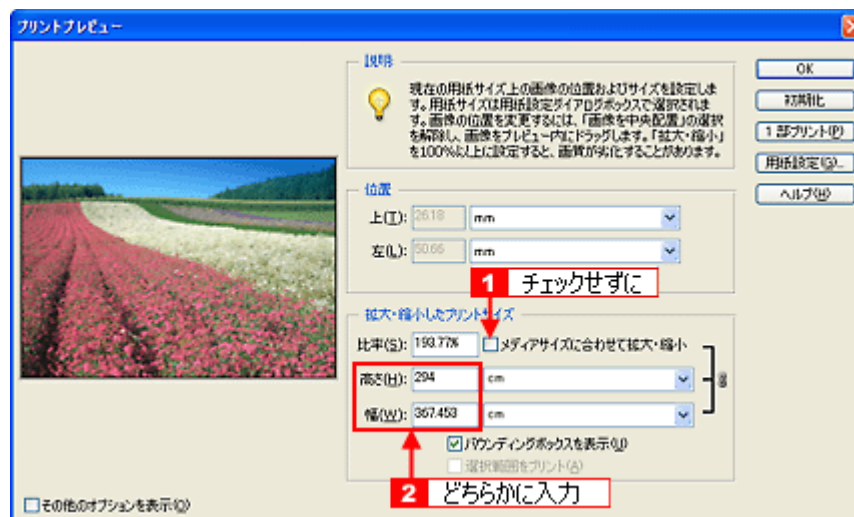 プリントプレビュー
説明
現在の用紙サイズ上の画像の位置およびサイズを設定しま
す。用紙サイズは用紙設定ダイアログボックスで選択されま
す。画像の位置を変更するには、「画像を中央配置」の選択
を解除し、画像をプレビュー内にドラッグします。「拡大・縮小」
を100%以上に設定すると、画質が劣化することがあります。
OK
初期化
1 部プリント(P)
用紙設定(G)...
ヘルプ(H)
位置
上(T): 26.18 mm
左(L): 50.66 mm
1 チェックせずに
拡大・縮小したプリントサイズ
比率(S): 193.77% メディアサイズに合わせて拡大・縮小
高さ(H): 294 cm
幅(W): 367.453 cm
バウンディングボックスを表示(U)
選択範囲をプリント(A)
2 どちらかに入力
その他のオプションを表示(O)